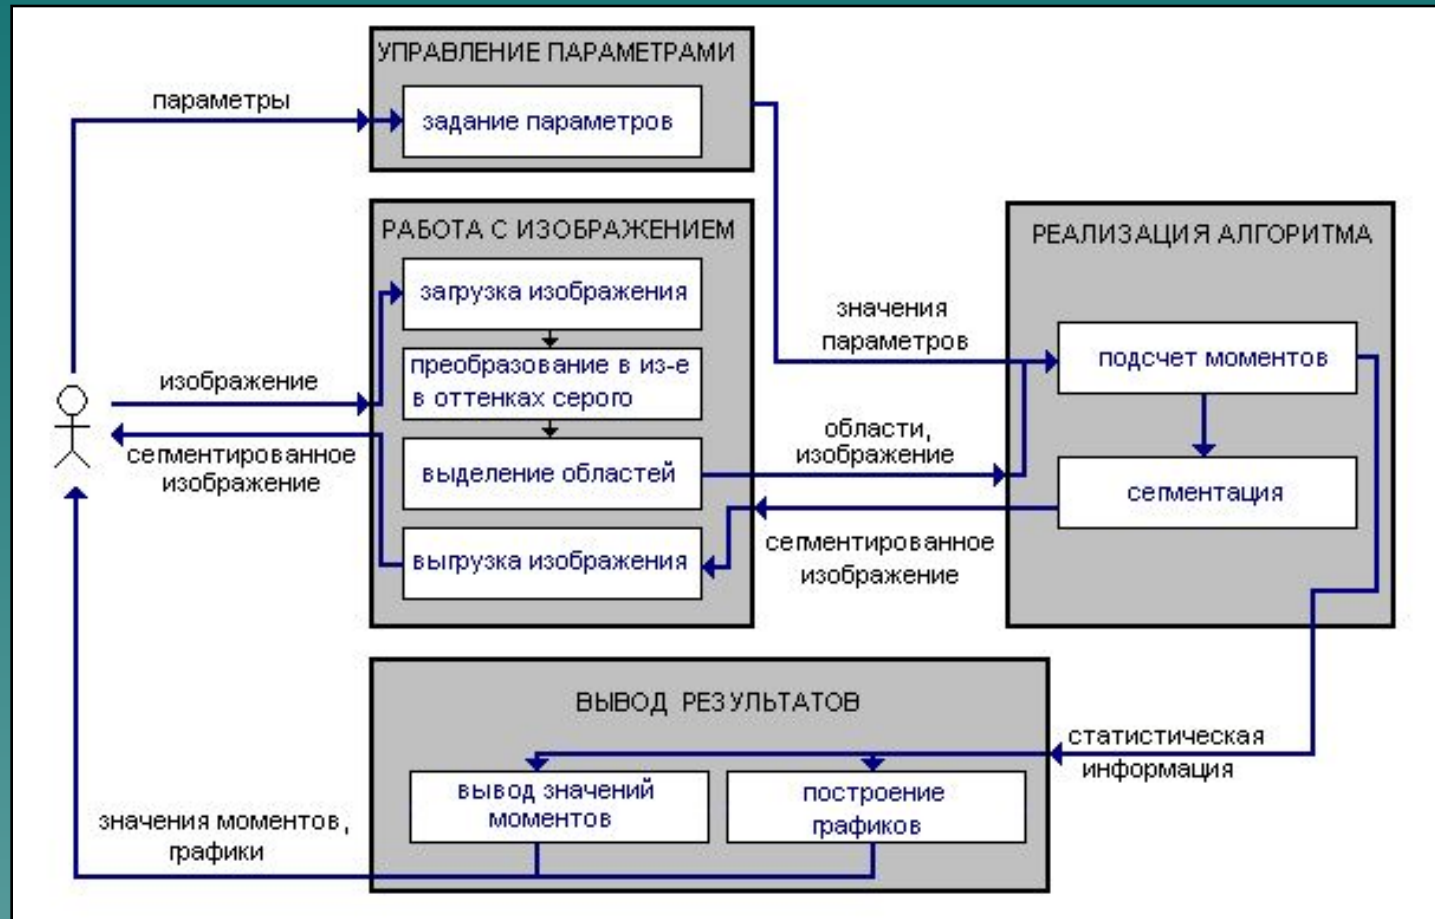 УПРАВЛЕНИЕ ПАРАМЕТРАМИ
параметры
задание параметров
РАБОТА С ИЗОБРАЖЕНИЕМ
РЕАЛИЗАЦИЯ АЛГОРИТМА
загрузка изображения
значения
параметров
подсчет моментов
преобразование в из-е
в оттенках серого
изображение
области,
изображение
сегментированное
изображение
выделение областей
сегментация
сегментированное
изображение
выгрузка изображения
ВЫВОД РЕЗУЛЬТАТОВ
статистическая
информация
вывод значений
моментов
построение
графиков
значения моментов,
графики